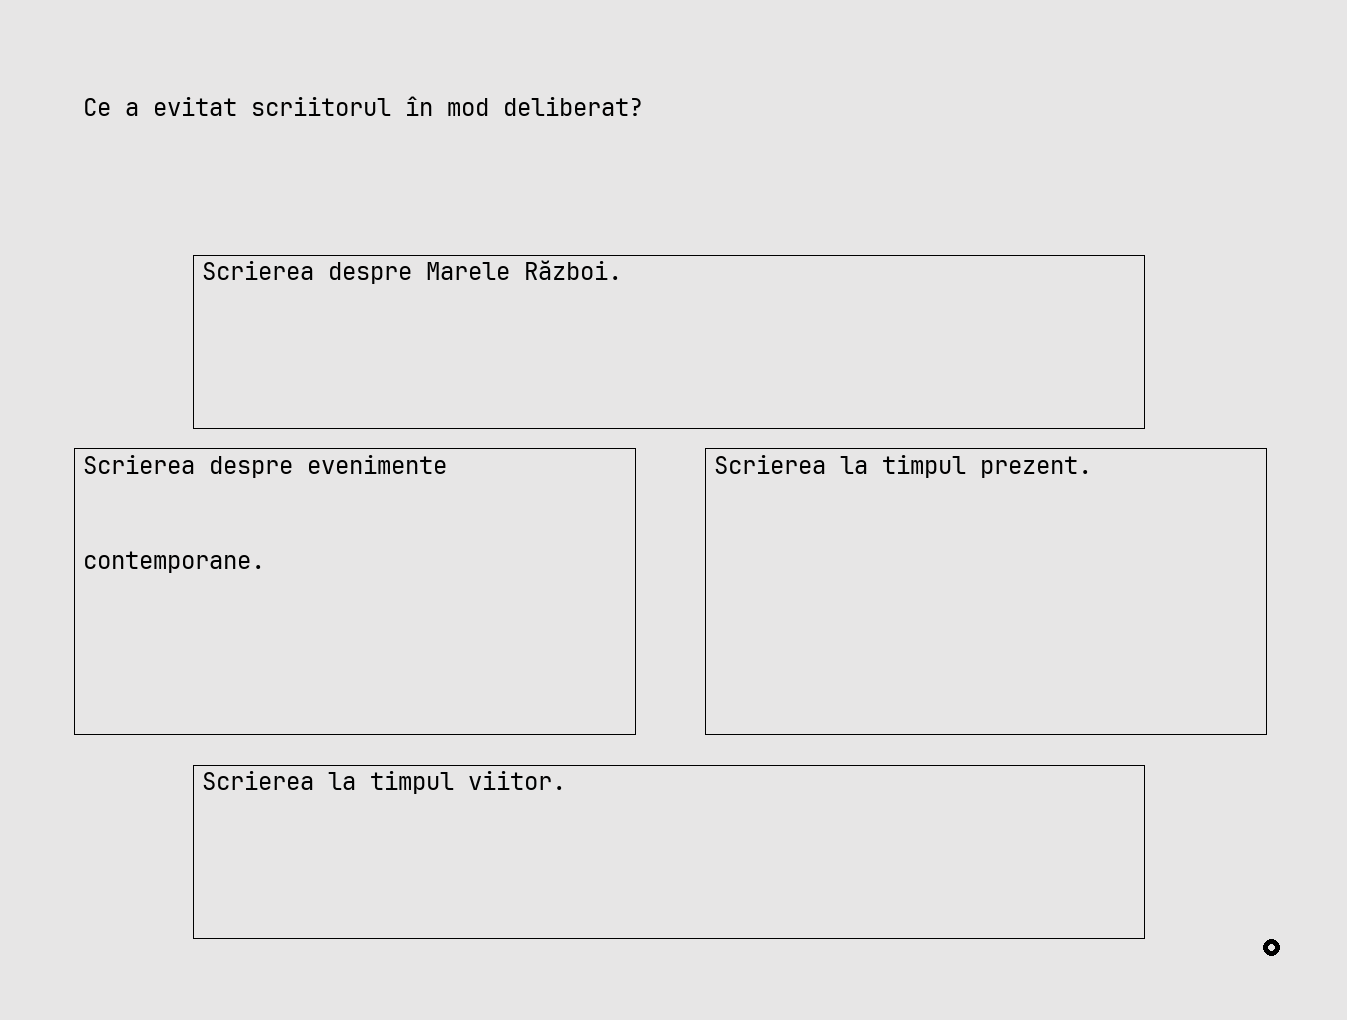 Ce a evitat scriitorul în mod deliberat?
Scrierea despre Marele Război.
Scrierea despre evenimente
contemporane.
Scrierea la timpul prezent.
Scrierea la timpul viitor.